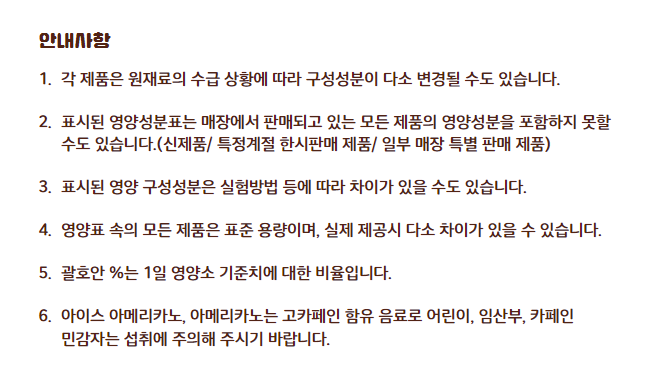 안내사항
1. 각 제품은 원재료의 수급 상황에 따라 구성성분이 다소 변경될 수도 있습니다.
2. 표시된 영양성분표는 매장에서 판매되고 있는 모든 제품의 영양성분을 포함하지 못할
수도 있습니다.(신제품/ 특정계절 한시판매 제품/ 일부 매장 특별 판매 제품)
3. 표시된 영양 구성성분은 실험방법 등에 따라 차이가 있을 수도 있습니다.
4. 영양표 속의 모든 제품은 표준 용량이며, 실제 제공시 다소 차이가 있을 수 있습니다.
5. 괄호안 %는 1일 영양소 기준치에 대한 비율입니다.
6. 아이스 아메리카노, 아메리카노는 고카페인 함유 음료로 어린이, 임산부, 카페인
민감자는 섭취에 주의해 주시기 바랍니다.